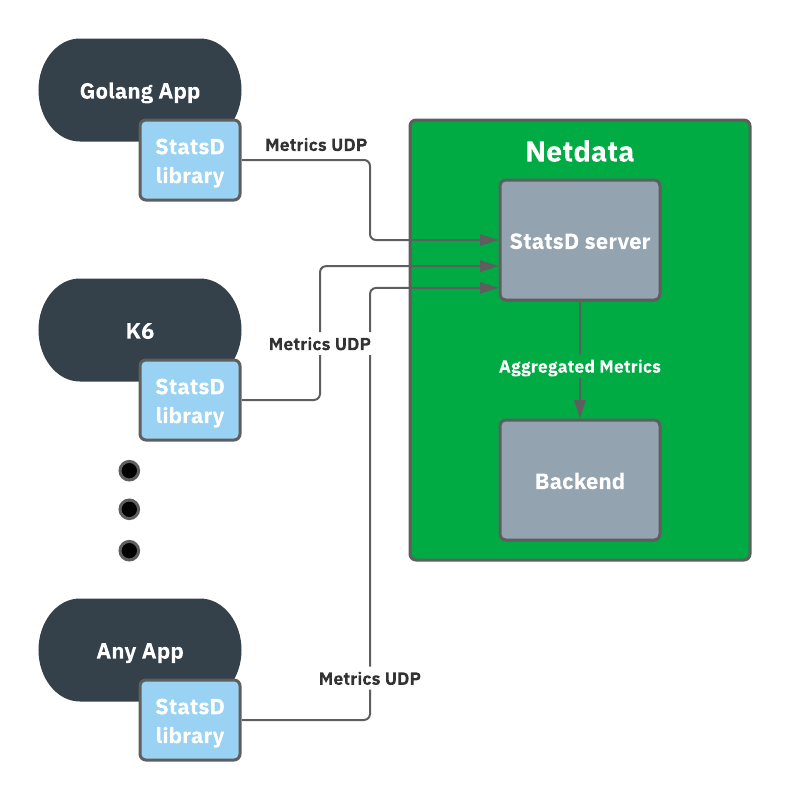 Golang App
StatsD
library
Metrics UDP
Netdata
StatsD server
K6
StatsD
library
Metrics UDP
Aggregated Metrics
Backend
Any App
StatsD
library
Metrics UDP